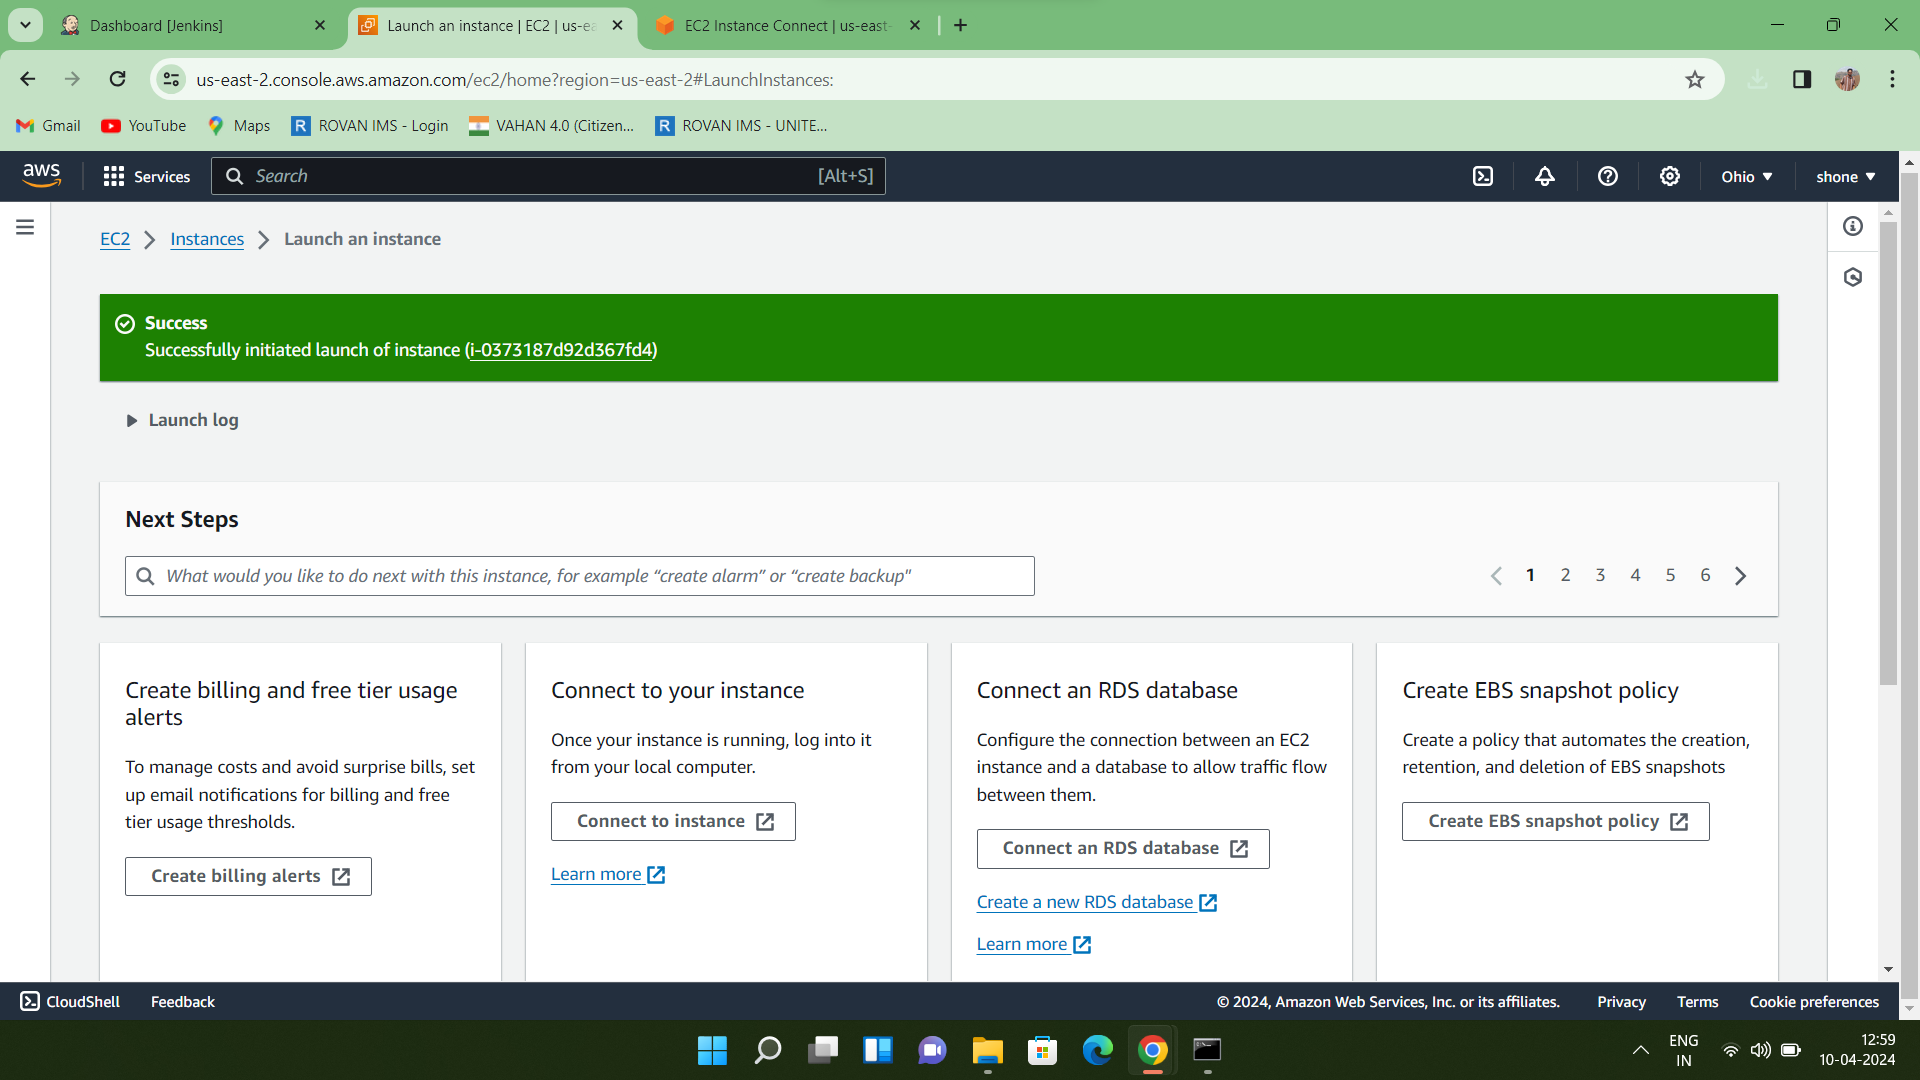 Dashboard [Jenkins]
Launch an instance | EC2 | us-ea
EC2 Instance Connect | us-east-
us-east-2.console.aws.amazon.com/ec2/home?region=us-east-2#LaunchInstances:
Gmail
YouTube
Maps
R ROVAN IMS - Login
VAHAN 4.0 (Citizen...
R ROVAN IMS - UNITE...
aws
Services
Search
[Alt+S]
Ohio
shone
EC2
Instances
Launch an instance
Success
Successfully initiated launch of instance (i-0373187d92d367fd4)
Launch log
Next Steps
What would you like to do next with this instance, for example “create alarm” or “create backup"
1 2 3 4 5 6
Create billing and free tier usage
alerts
To manage costs and avoid surprise bills, set
up email notifications for billing and free
tier usage thresholds.
Create billing alerts
Connect to your instance
Once your instance is running, log into it
from your local computer.
Connect to instance
Learn more
Connect an RDS database
Configure the connection between an EC2
instance and a database to allow traffic flow
between them.
Connect an RDS database
Create a new RDS database
Learn more
Create EBS snapshot policy
Create a policy that automates the creation,
retention, and deletion of EBS snapshots
Create EBS snapshot policy
CloudShell
Feedback
© 2024, Amazon Web Services, Inc. or its affiliates.
Privacy
Terms
Cookie preferences
ENG
IN
12:59
10-04-2024